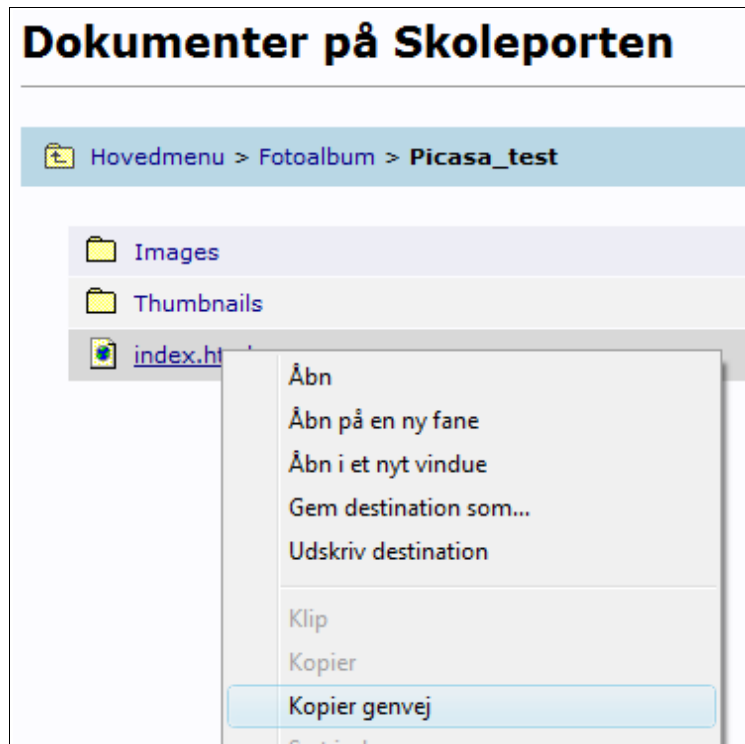 Dokumenter på Skoleporten
Hovedmenu > Fotoalbum > Picasa_test
Images
Thumbnails
Åbn
Åbn på en ny fane
Åbn i et nyt vindue
Gem destination som...
Udskriv destination
Klip
Kopier
Kopier genvej